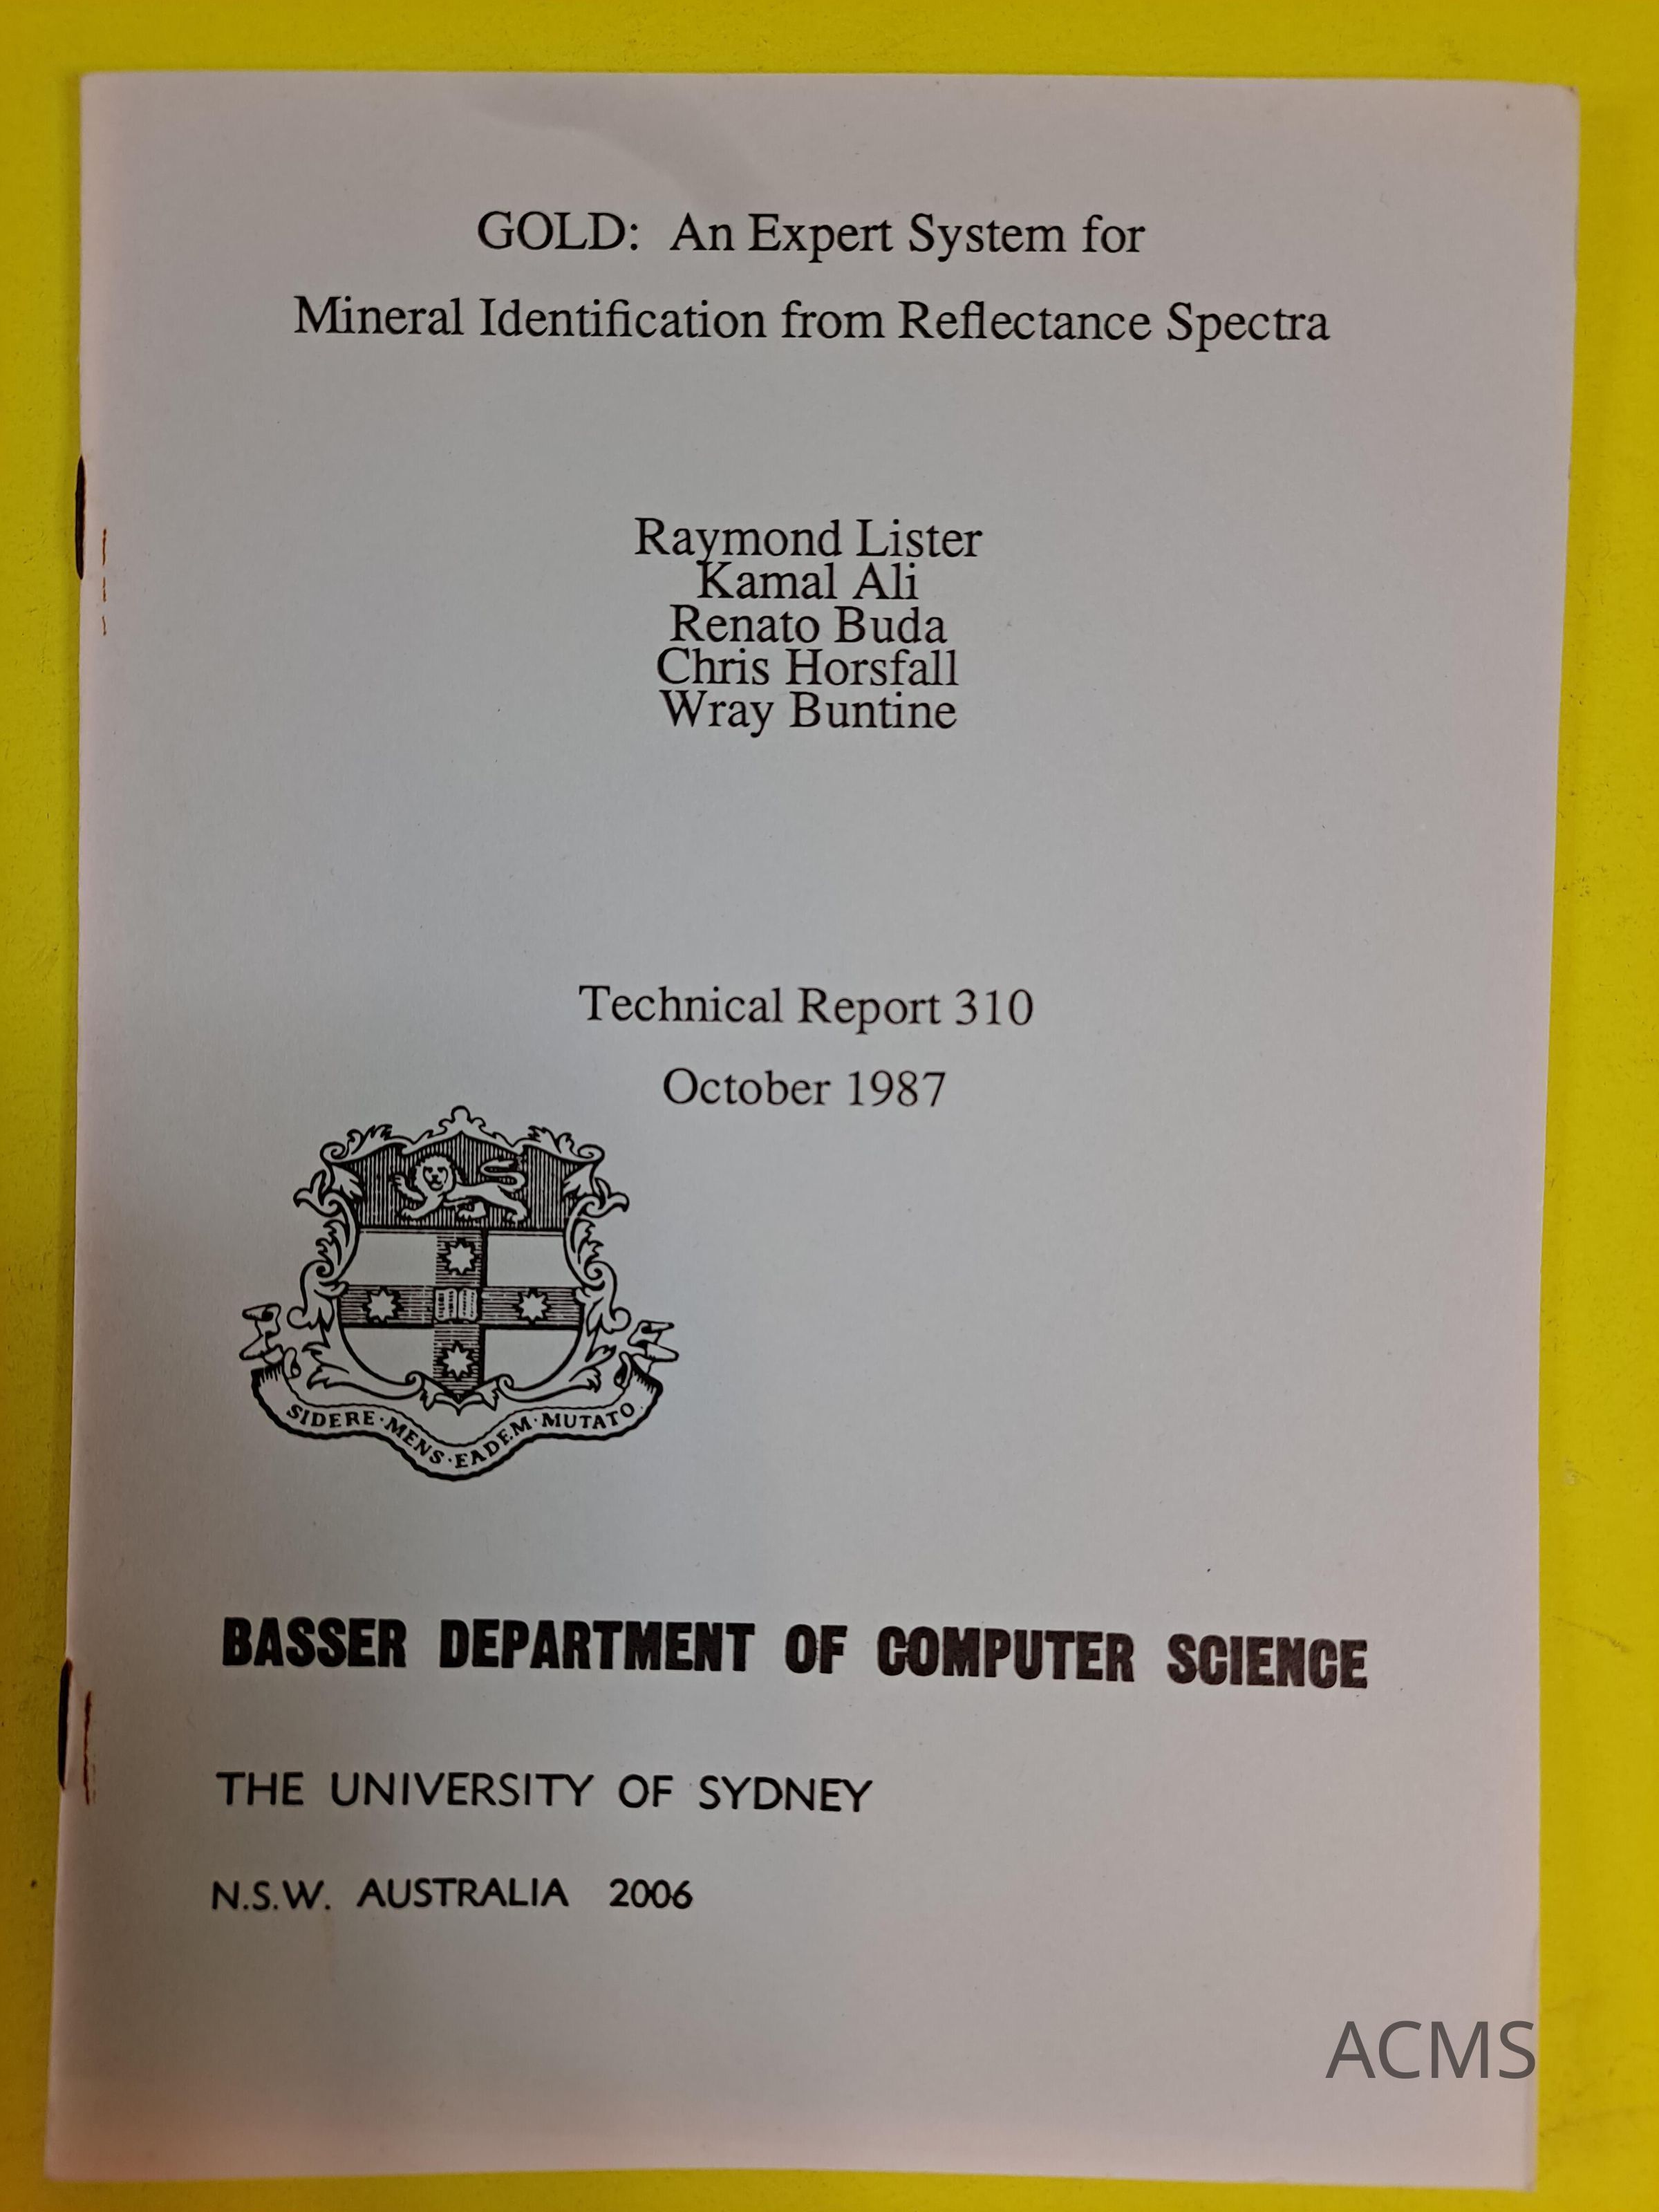 GOLD: An Expert System for
Mineral Identification from Reflectance Spectra
Raymond Lister
Kamal Ali
Renato Buda
Chris Horsfall
Wray Buntine
Technical Report 310
October 1987
SIDERE·MENS·EADEM·MUTATO
BASSER DEPARTMENT OF COMPUTER SCIENCE
THE UNIVERSITY OF SYDNEY
N.S.W. AUSTRALIA 2006
ACMS